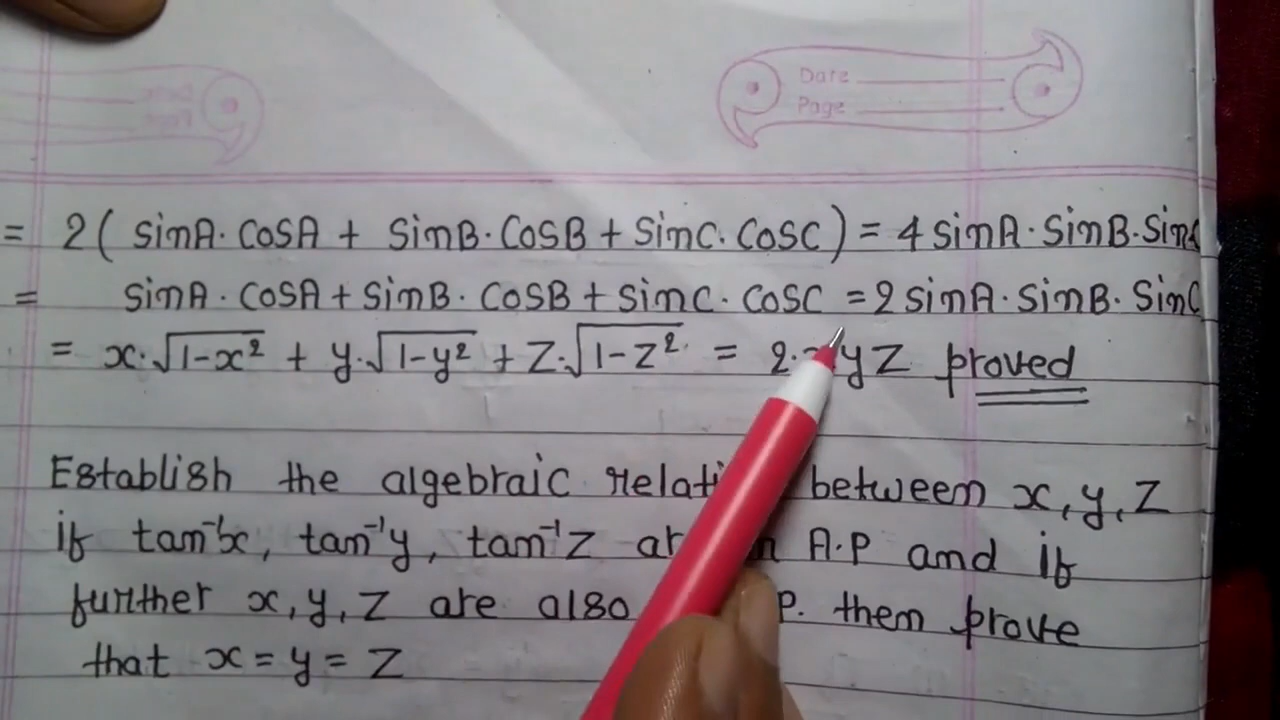 Date
Page
= 2( sinA. cosA + sinB. cosB + sinC. cosC ) = 4 sinA. sinB. sinC
= sinA. cosA + sinB. cosB + sinC. cosC = 2 sinA. sinB. sinC
= x.√1-x² + y.√1-y² + z.√1-z² = 2. yz proved
Establish the algebraic between x, y, z
if tan⁻¹x, tan⁻¹y, tan⁻¹z A.P and if
further x, y, z are also then prove
that x = y = z